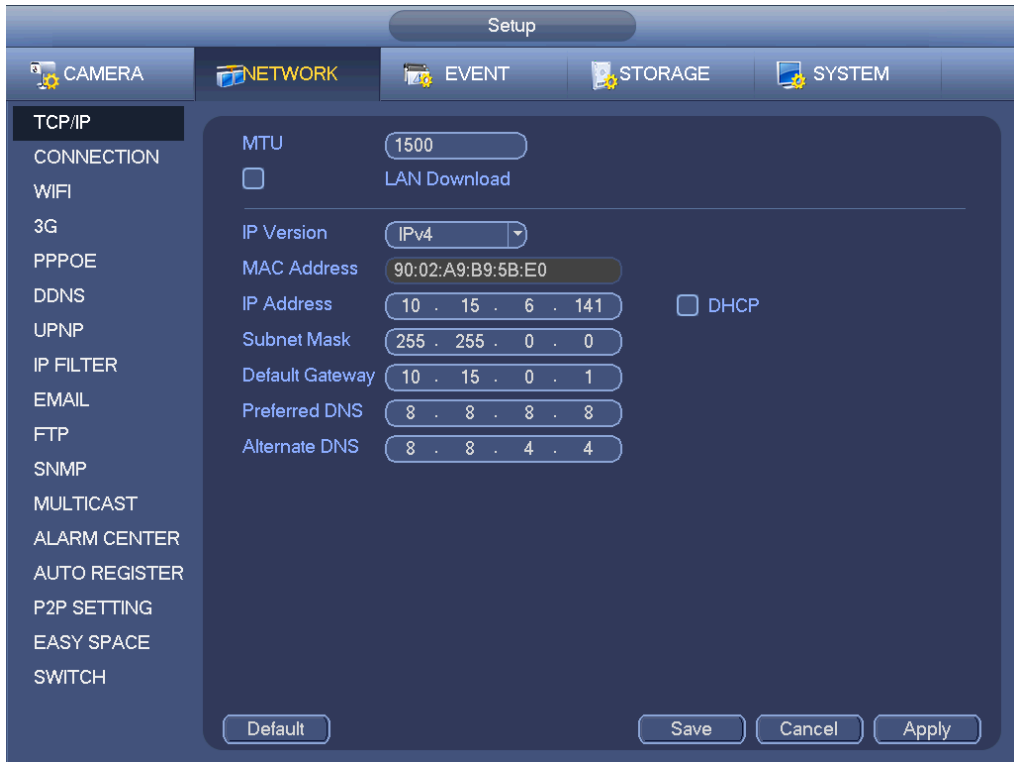 Setup
CAMERA NETWORK EVENT STORAGE SYSTEM
TCP/IP
CONNECTION
WIFI
3G
PPPOE
DDNS
UPNP
IP FILTER
EMAIL
FTP
SNMP
MULTICAST
ALARM CENTER
AUTO REGISTER
P2P SETTING
EASY SPACE
SWITCH
MTU 1500
LAN Download
IP Version IPv4
MAC Address 90:02:A9:B9:5B:E0
IP Address 10 . 15 . 6 . 141 DHCP
Subnet Mask 255 . 255 . 0 . 0
Default Gateway 10 . 15 . 0 . 1
Preferred DNS 8 . 8 . 8 . 8
Alternate DNS 8 . 8 . 4 . 4
Default Save Cancel Apply